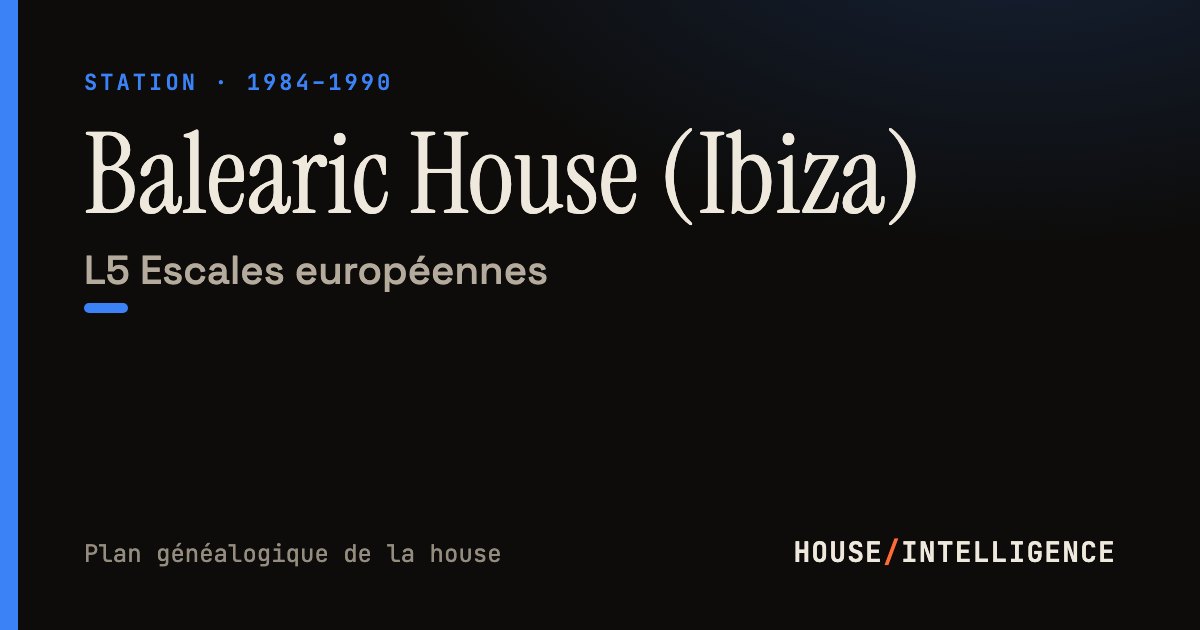 STATION · 1984–1990
Balearic House (Ibiza)
L5 Escales européennes
Plan généalogique de la house
HOUSE/INTELLIGENCE